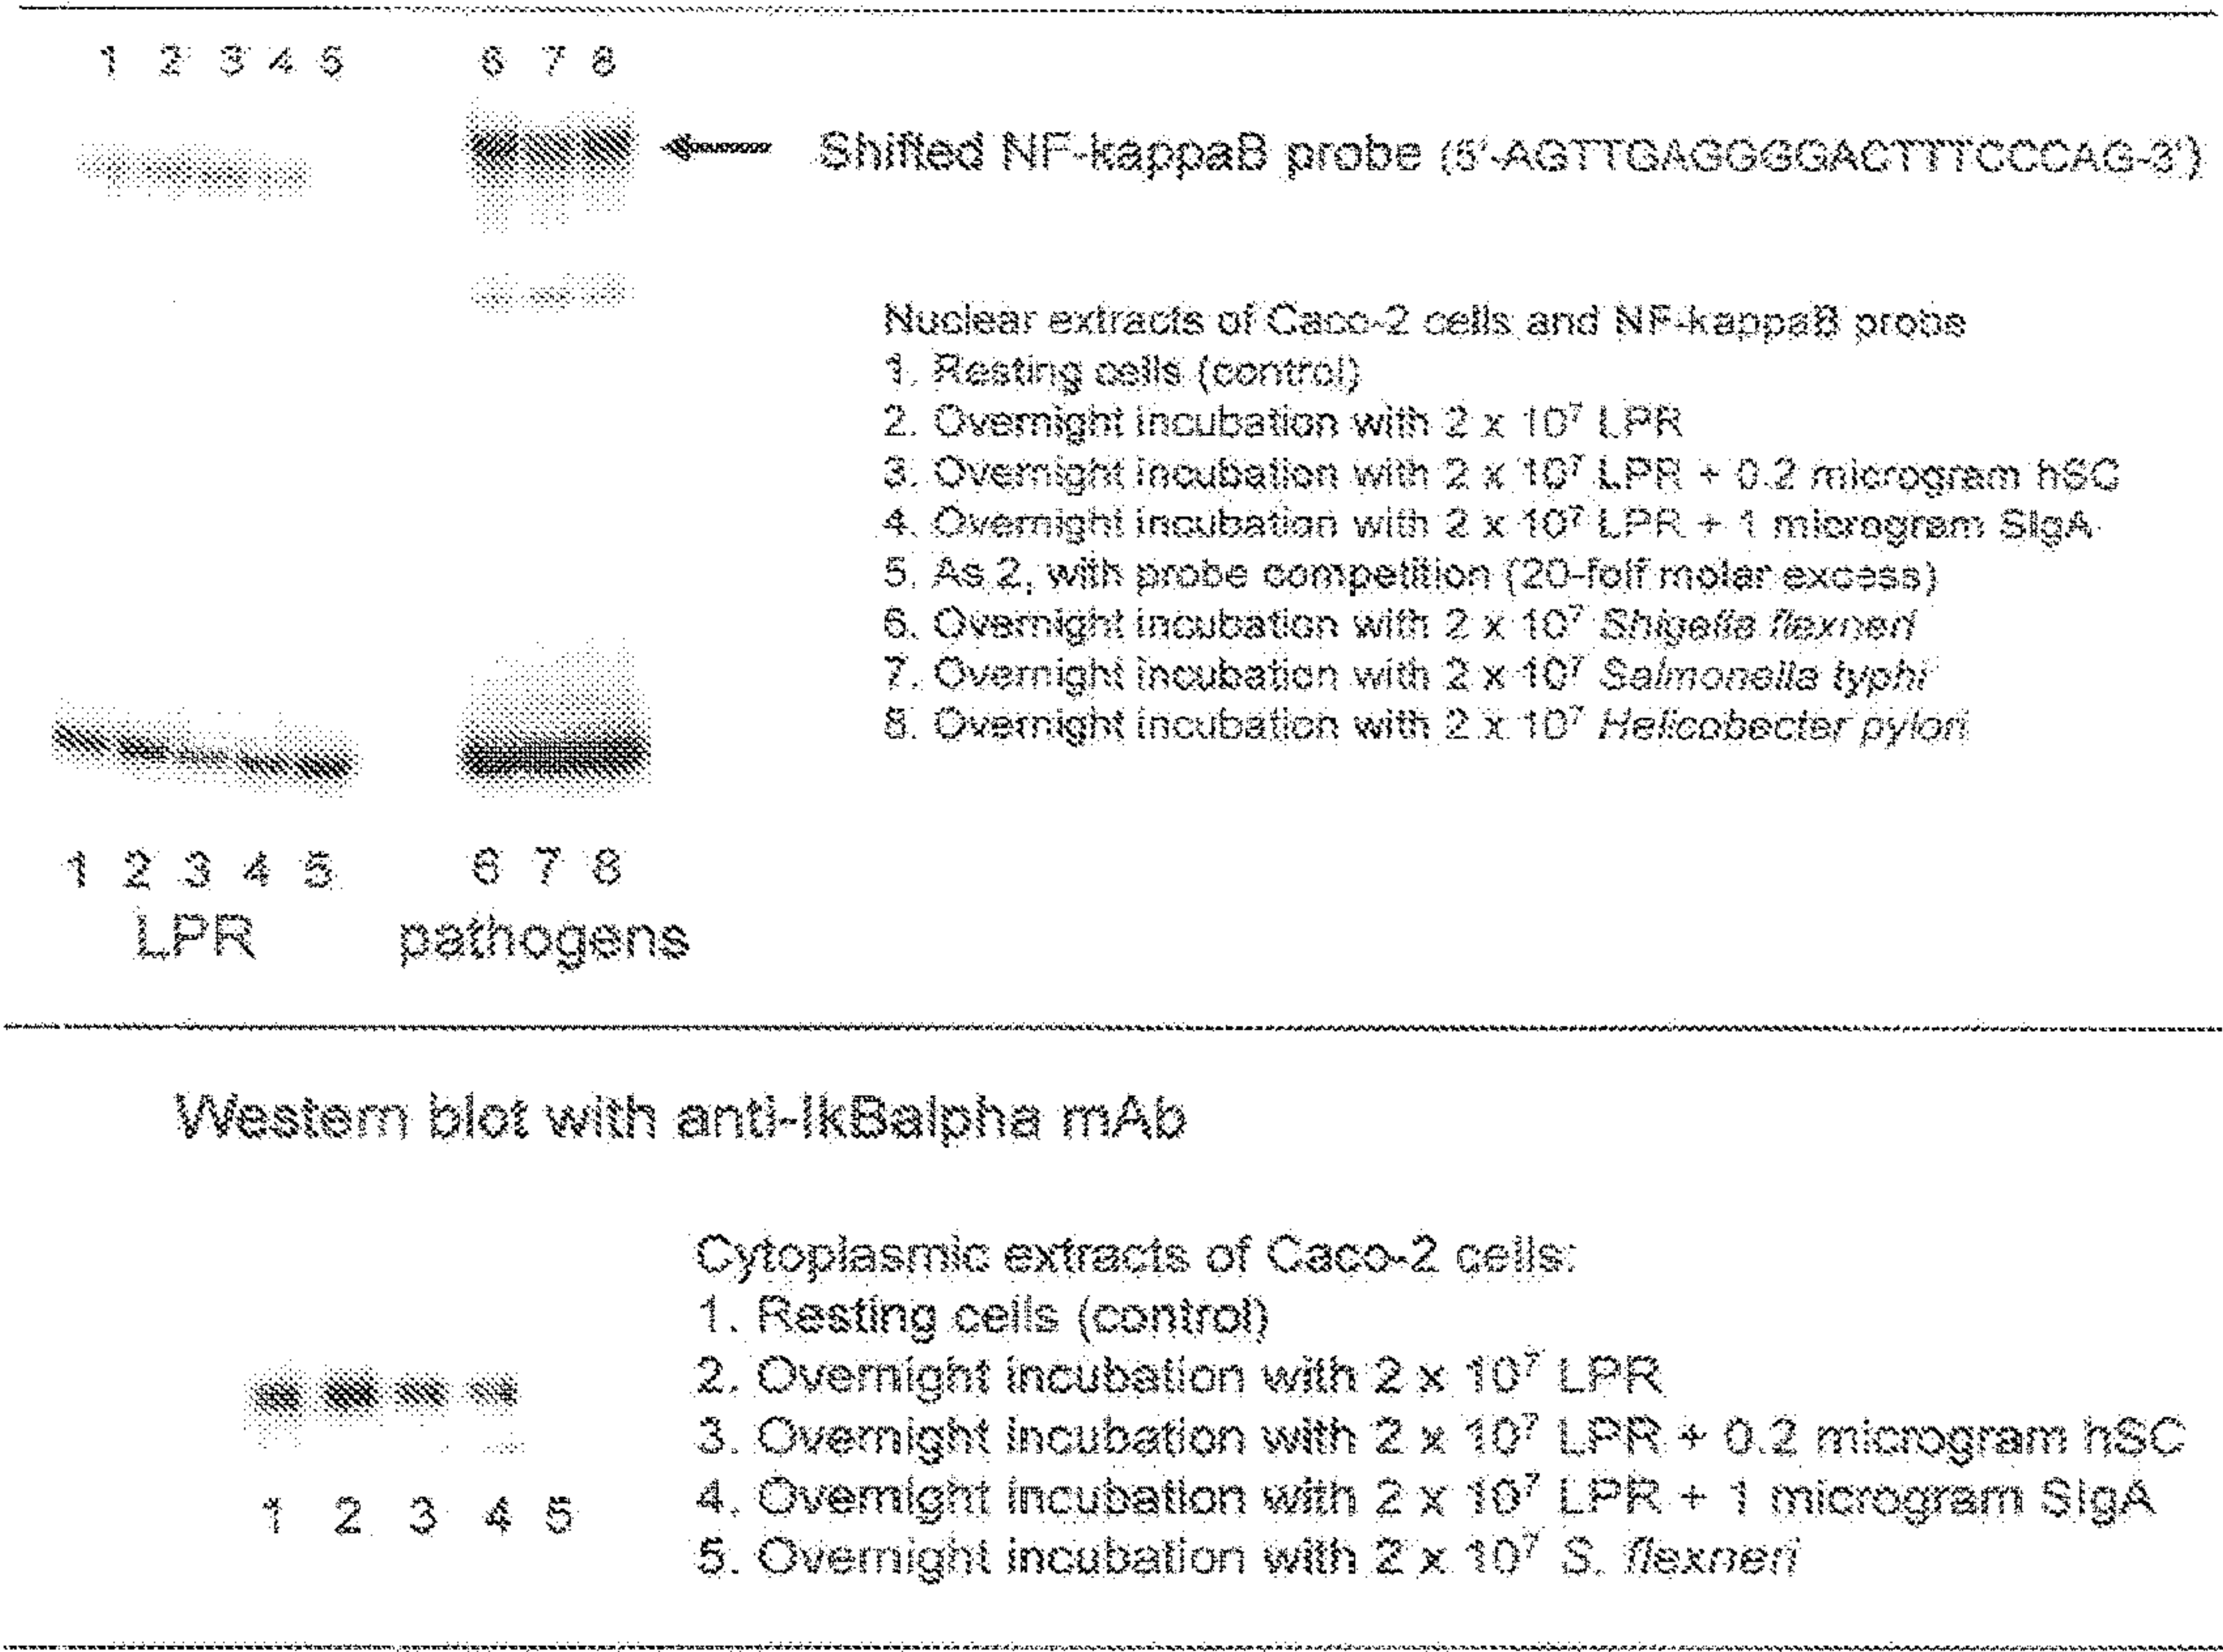 1 2 3 4 5 6 7 8
Shifted NF-kappaB probe (5'-AGTTGAGGGGACTTTCCCAG-3')
Nuclear extracts of Caco-2 cells and NF-kappaB probe
1. Resting cells (control)
2. Overnight incubation with 2 x 10⁷ LPR
3. Overnight incubation with 2 x 10⁷ LPR + 0.2 microgram hSC
4. Overnight incubation with 2 x 10⁷ LPR + 1 microgram SIgA
5. As 2, with probe competition (20-folf molar excess)
6. Overnight incubation with 2 x 10⁷ Shigella flexneri
7. Overnight incubation with 2 x 10⁷ Salmonella typhi
8. Overnight incubation with 2 x 10⁷ Helicobacter pylori
1 2 3 4 5 6 7 8
LPR pathogens
Western blot with anti-IkBalpha mAb
Cytoplasmic extracts of Caco-2 cells:
1. Resting cells (control)
2. Overnight incubation with 2 x 10⁷ LPR
3. Overnight incubation with 2 x 10⁷ LPR + 0.2 microgram hSC
4. Overnight incubation with 2 x 10⁷ LPR + 1 microgram SIgA
5. Overnight incubation with 2 x 10⁷ S. flexneri
1 2 3 4 5